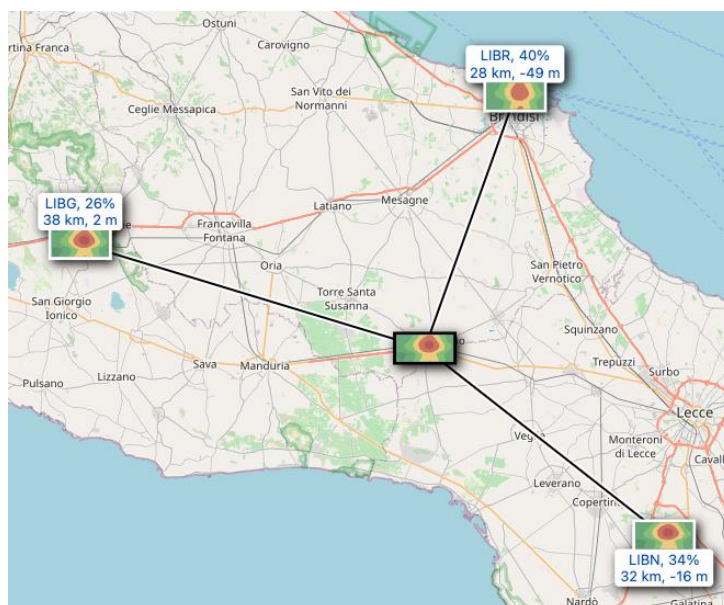 Ostuni
Carovigno
rtina Franca
LIBR, 40%
28 km, -49 m
San Vito dei
Normanni
Ceglie Messapica
Brindisi
LIBG, 26%
38 km, 2 m
Latiano
Mesagne
Francavilla
Fontana
Oria
San Pietro
Vernotico
Torre Santa
Susanna
San Giorgio
Ionico
Squinzano
Trepuzzi
Surbo
Sava
Manduria
Lizzano
Pulsano
Lecce
Monteroni
di Lecce
Caval
Leverano
Copertin
LIBN, 34%
32 km, -16 m
Nardò
Galatina